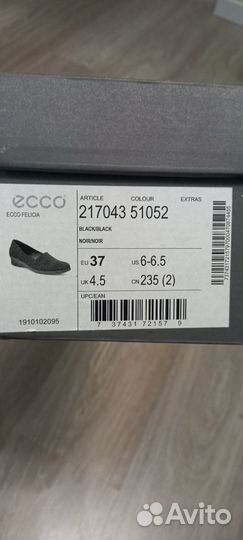 ecco
ARTICLE COLOUR EXTRAS
217043 51052
ECCO FELICIA
BLACK/BLACK
NOIR/NOIR
EU 37 US 6-6.5
UK 4.5 CN 235 (2)
UPC/EAN
1910102095
7 37431 72157 9
Avito